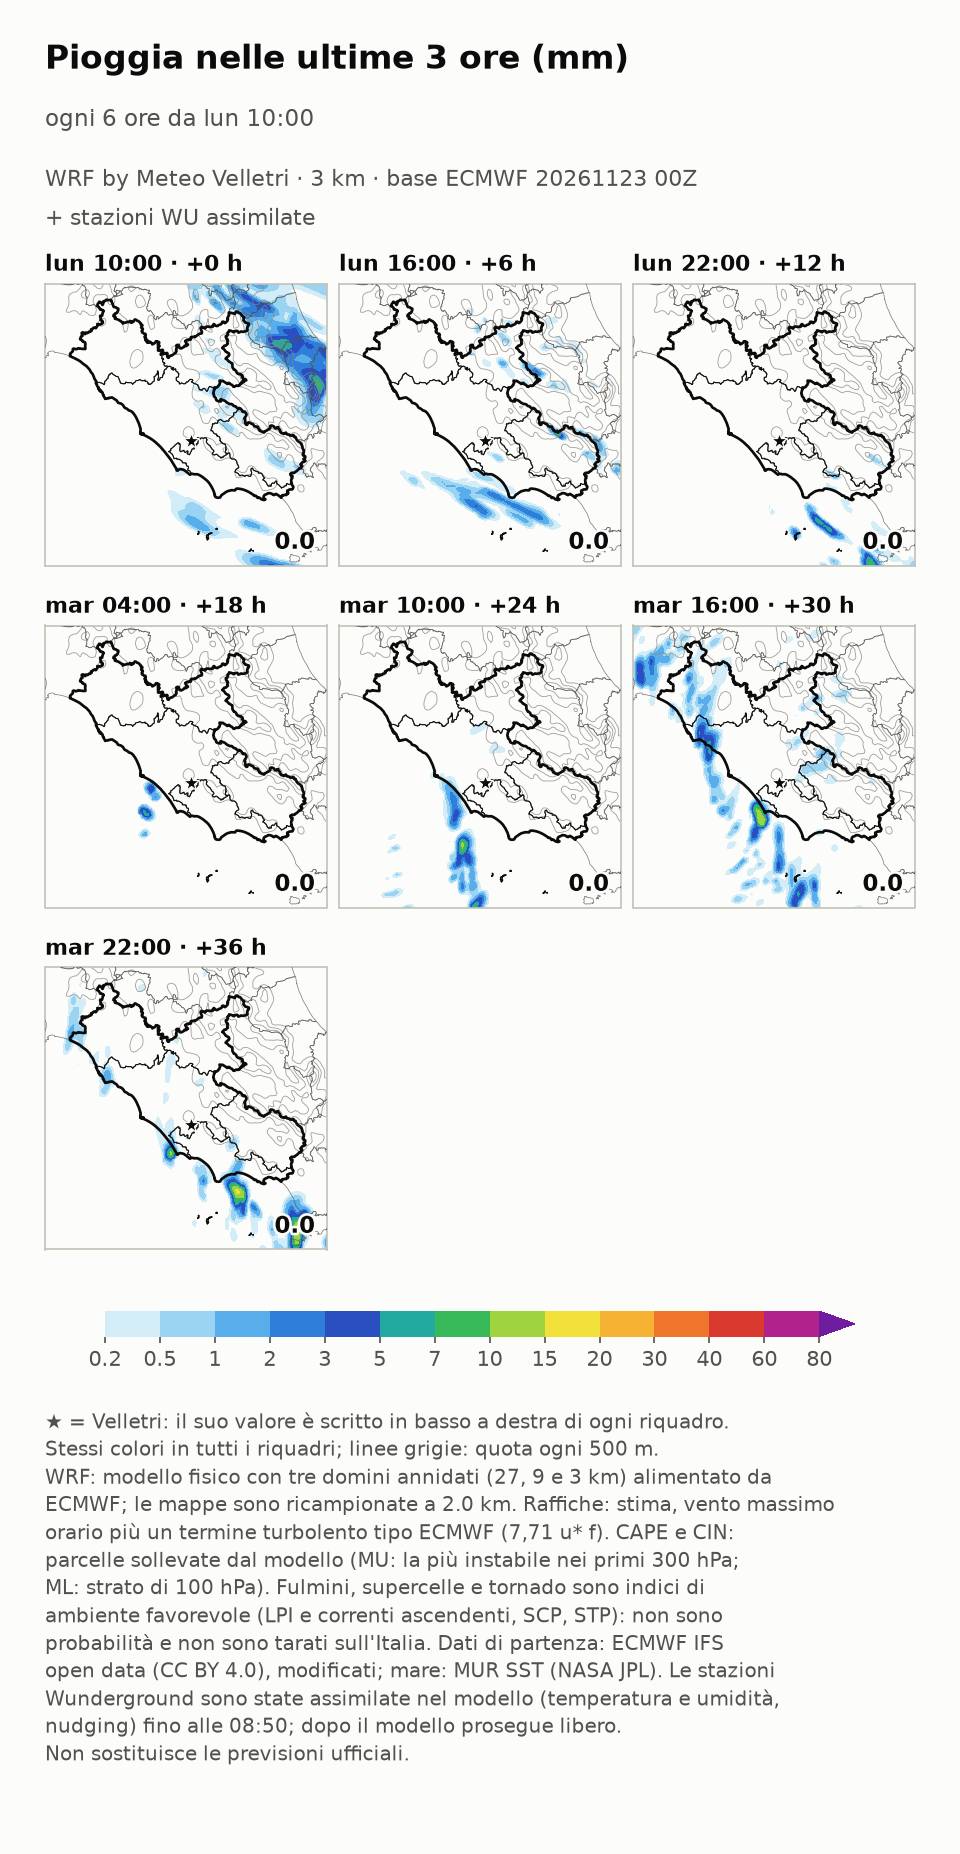 Pioggia nelle ultime 3 ore (mm)
ogni 6 ore da lun 10:00
WRF by Meteo Velletri · 3 km · base ECMWF 20261123 00Z
+ stazioni WU assimilate
lun 10:00 · +0 h
lun 16:00 · +6 h
lun 22:00 · +12 h
0.0
0.0
0.0
mar 04:00 · +18 h
mar 10:00 · +24 h
mar 16:00 · +30 h
0.0
0.0
0.0
mar 22:00 · +36 h
0.0
0.2 0.5 1 2 3 5 7 10 15 20 30 40 60 80
★ = Velletri: il suo valore è scritto in basso a destra di ogni riquadro.
Stessi colori in tutti i riquadri; linee grigie: quota ogni 500 m.
WRF: modello fisico con tre domini annidati (27, 9 e 3 km) alimentato da
ECMWF; le mappe sono ricampionate a 2.0 km. Raffiche: stima, vento massimo
orario più un termine turbolento tipo ECMWF (7,71 u* f). CAPE e CIN:
parcelle sollevate dal modello (MU: la più instabile nei primi 300 hPa;
ML: strato di 100 hPa). Fulmini, supercelle e tornado sono indici di
ambiente favorevole (LPI e correnti ascendenti, SCP, STP): non sono
probabilità e non sono tarati sull'Italia. Dati di partenza: ECMWF IFS
open data (CC BY 4.0), modificati; mare: MUR SST (NASA JPL). Le stazioni
Wunderground sono state assimilate nel modello (temperatura e umidità,
nudging) fino alle 08:50; dopo il modello prosegue libero.
Non sostituisce le previsioni ufficiali.